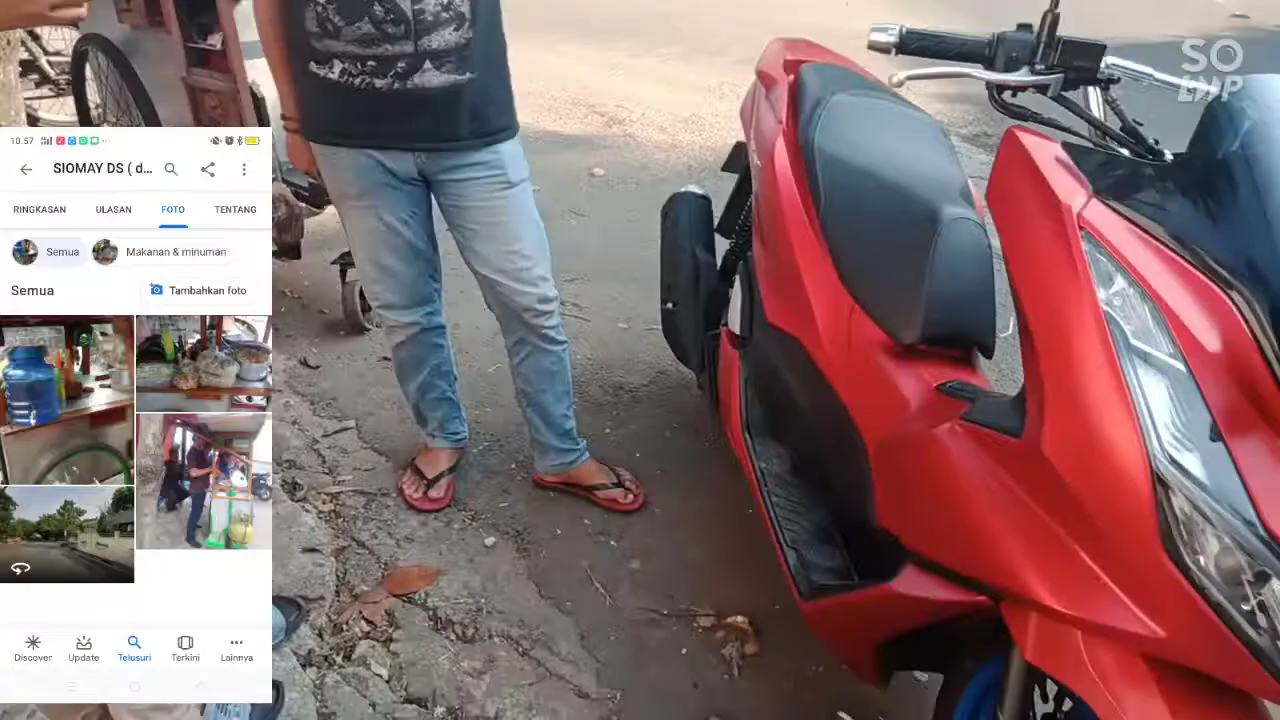 10.57
SIOMAY DS ( d...
RINGKASAN
ULASAN
FOTO
TENTANG
Semua
Makanan & minuman
Semua
Tambahkan foto
Discover
Update
Telusuri
Terkini
Lainnya
SO
LMP